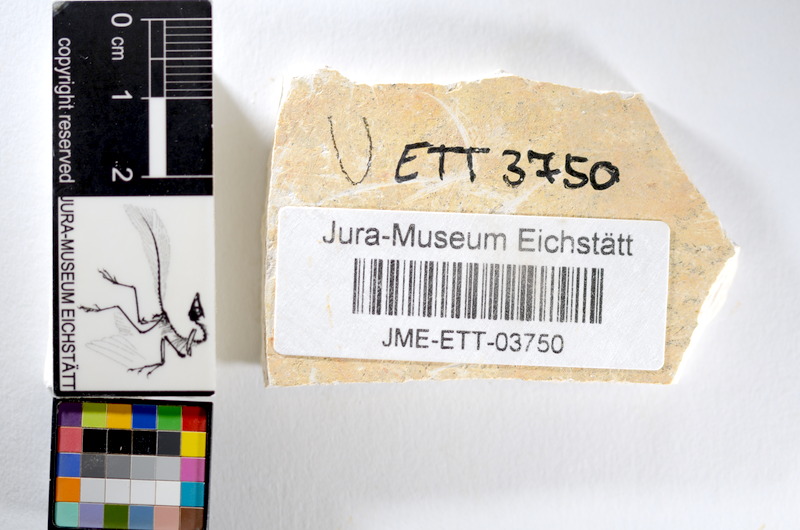 0
cm
1
2
copyright reserved
JURA-MUSEUM EICHSTÄTT
U ETT 3750
Jura-Museum Eichstätt
JME-ETT-03750